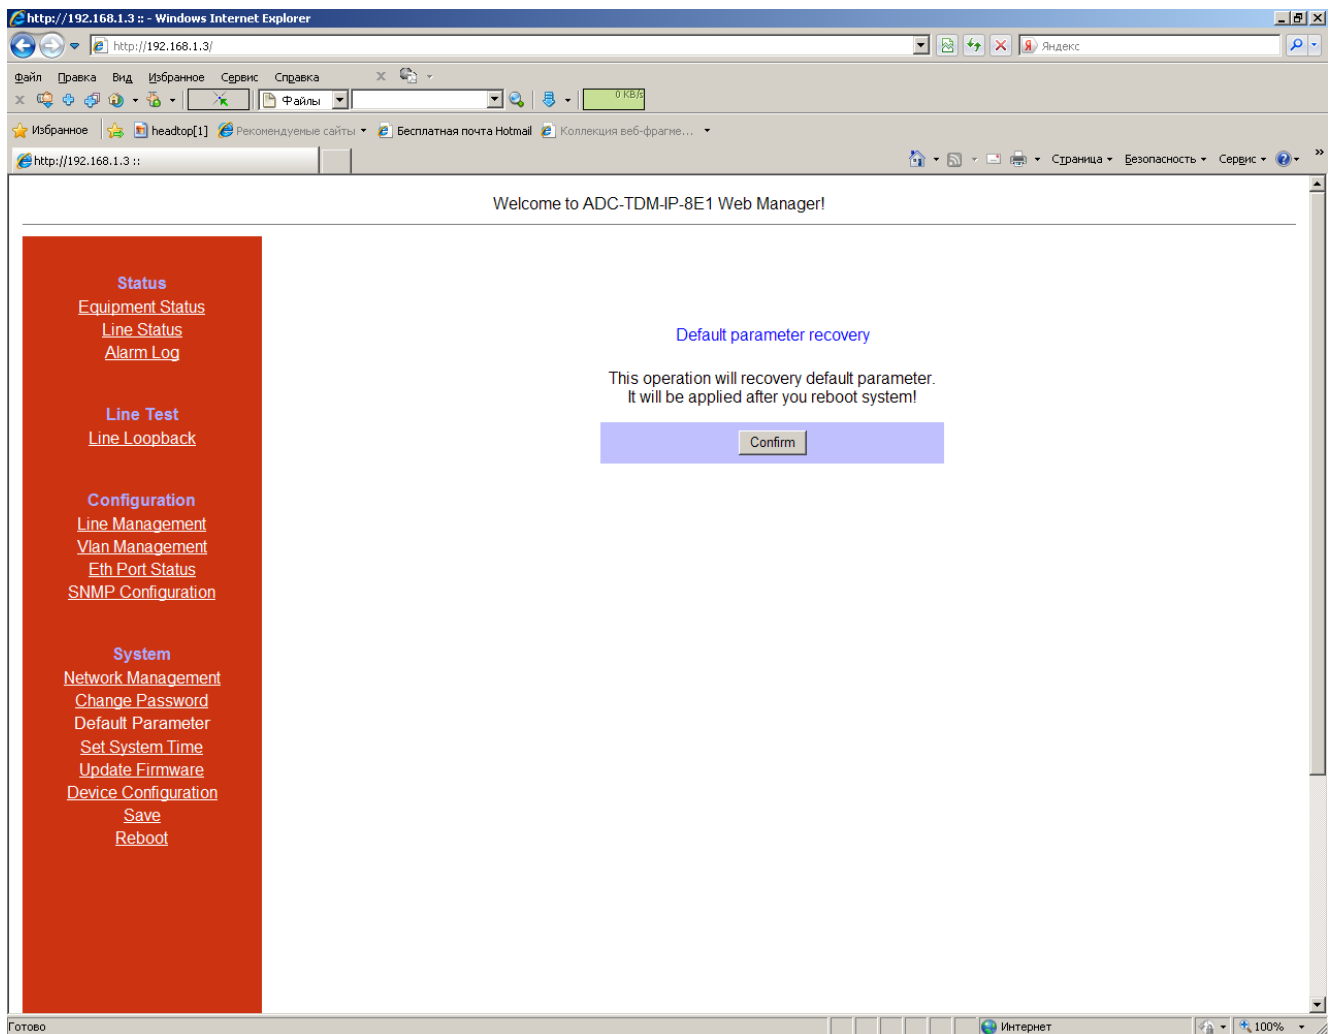 http://192.168.1.3 :: - Windows Internet Explorer
http://192.168.1.3/
Яндекс
Файл Правка Вид Избранное Сервис Справка
Файлы
0 KB/s
Избранное headtop[1] Рекомендуемые сайты Бесплатная почта Hotmail Коллекция веб-фрагме...
http://192.168.1.3 ::
Страница Безопасность Сервис
Welcome to ADC-TDM-IP-8E1 Web Manager!
Status
Equipment Status
Line Status
Alarm Log
Line Test
Line Loopback
Configuration
Line Management
Vlan Management
Eth Port Status
SNMP Configuration
System
Network Management
Change Password
Default Parameter
Set System Time
Update Firmware
Device Configuration
Save
Reboot
Default parameter recovery
This operation will recovery default parameter.
It will be applied after you reboot system!
Confirm
Готово
Интернет
100%